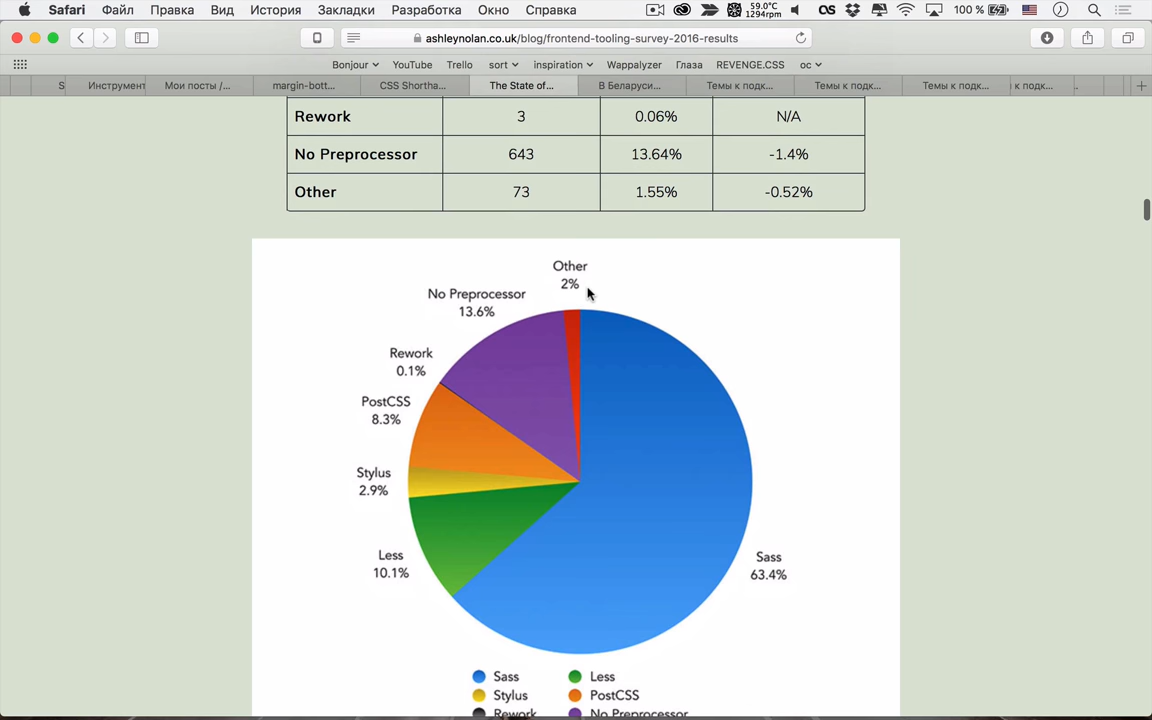 Safari Файл Правка Вид История Закладки Разработка Окно Справка 59.0°C 1294rpm 100 %
ashleynolan.co.uk/blog/frontend-tooling-survey-2016-results
Bonjour YouTube Trello sort inspiration Wappalyzer Глаза REVENGE.CSS ос
S Инструмент Мои посты /... margin-bott... CSS Shortha... The State of... В Беларуси... Темы к подк... Темы к подк... Темы к подк... к подк...
Rework 3 0.06% N/A
No Preprocessor 643 13.64% -1.4%
Other 73 1.55% -0.52%
Other
2%
No Preprocessor
13.6%
Rework
0.1%
PostCSS
8.3%
Stylus
2.9%
Less
10.1%
Sass
63.4%
Sass Less
Stylus PostCSS
Rework No Preprocessor